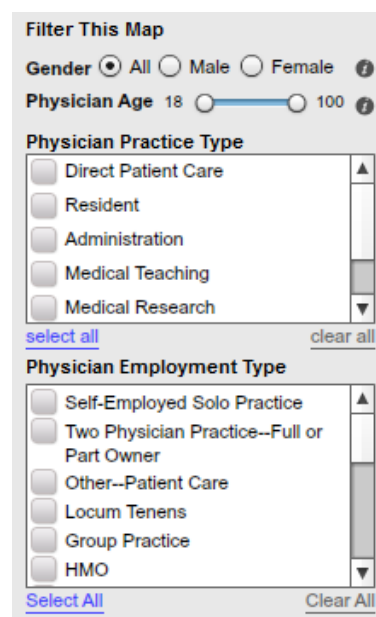 Filter This Map
Gender All Male Female i
Physician Age 18 100 i
Physician Practice Type
Direct Patient Care
Resident
Administration
Medical Teaching
Medical Research
select all clear all
Physician Employment Type
Self-Employed Solo Practice
Two Physician Practice--Full or
Part Owner
Other--Patient Care
Locum Tenens
Group Practice
HMO
Select All Clear All